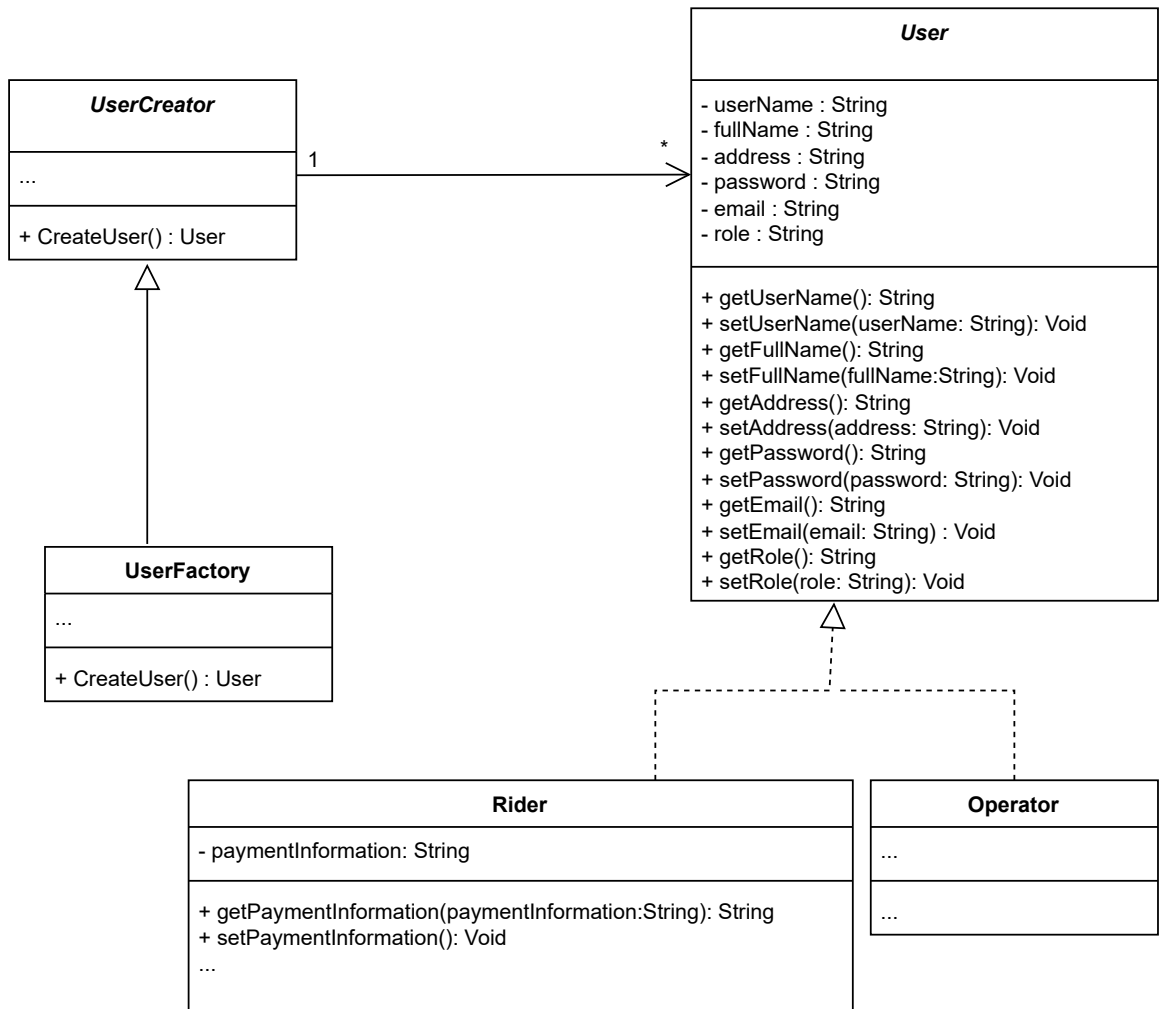 UserCreator
...
+ CreateUser() : User
1
*
User
- userName : String
- fullName : String
- address : String
- password : String
- email : String
- role : String
+ getUserName(): String
+ setUserName(userName: String): Void
+ getFullName(): String
+ setFullName(fullName:String): Void
+ getAddress(): String
+ setAddress(address: String): Void
+ getPassword(): String
+ setPassword(password: String): Void
+ getEmail(): String
+ setEmail(email: String) : Void
+ getRole(): String
+ setRole(role: String): Void
UserFactory
...
+ CreateUser() : User
Rider
- paymentInformation: String
+ getPaymentInformation(paymentInformation:String): String
+ setPaymentInformation(): Void
...
Operator
...
...